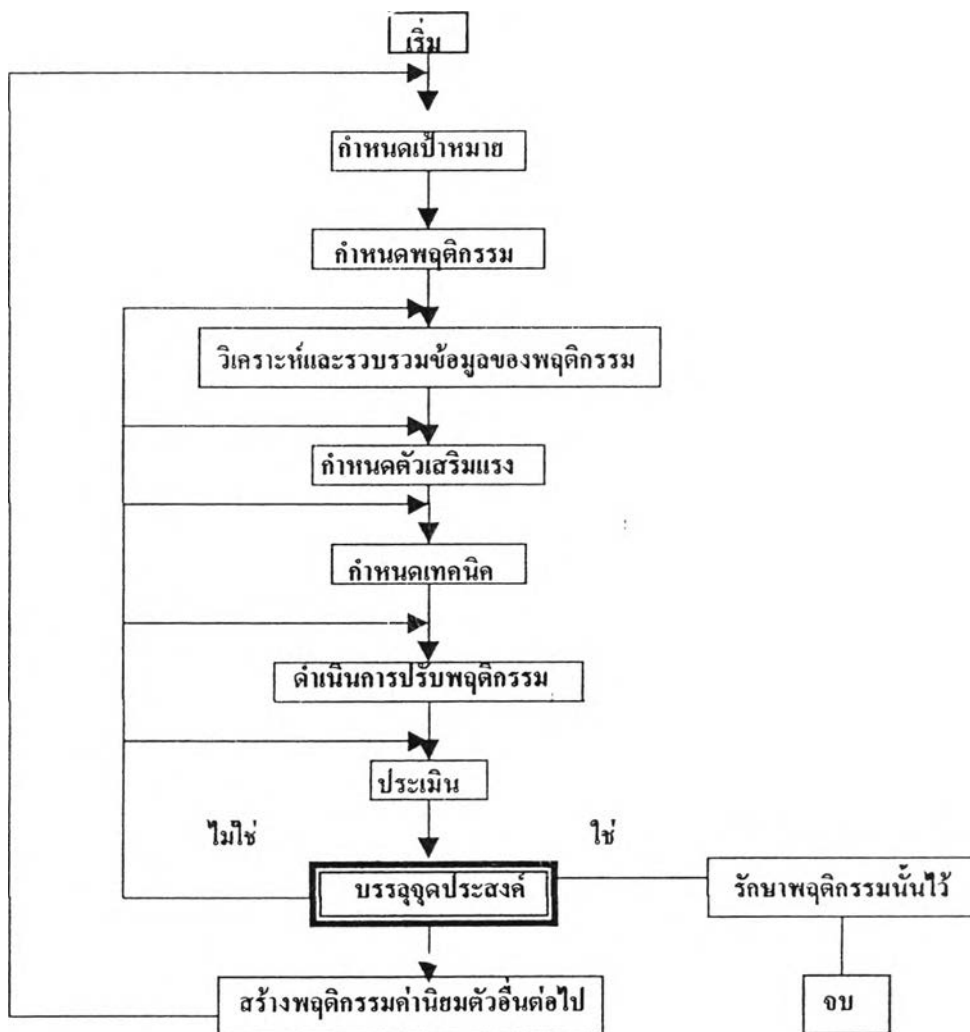 เริ่ม
กำหนดเป้าหมาย
กำหนดพฤติกรรม
วิเคราะห์และรวบรวมข้อมูลของพฤติกรรม
กำหนดตัวเสริมแรง
กำหนดเทคนิค
ดำเนินการปรับพฤติกรรม
ประเมิน
ไม่ใช่
ใช่
บรรลุจุดประสงค์
รักษาพฤติกรรมนั้นไว้
สร้างพฤติกรรมค่านิยมตัวอื่นต่อไป
จบ